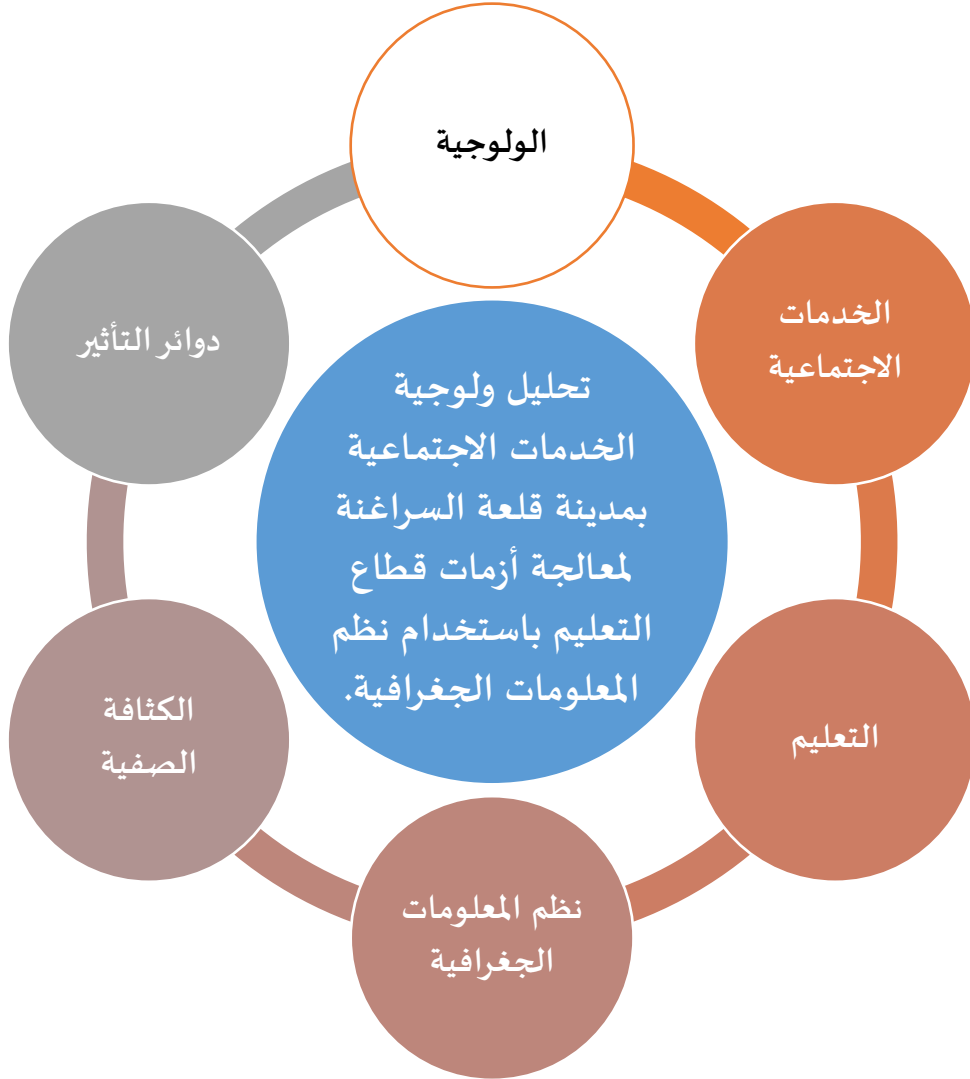 الولوجية
الخدمات
الاجتماعية
التعليم
نظم المعلومات
الجغرافية
الكثافة
الصفية
دوائر التأثير
تحليل ولوجية
الخدمات الاجتماعية
بمدينة قلعة السراغنة
لمعالجة أزمات قطاع
التعليم باستخدام نظم
المعلومات الجغرافية.